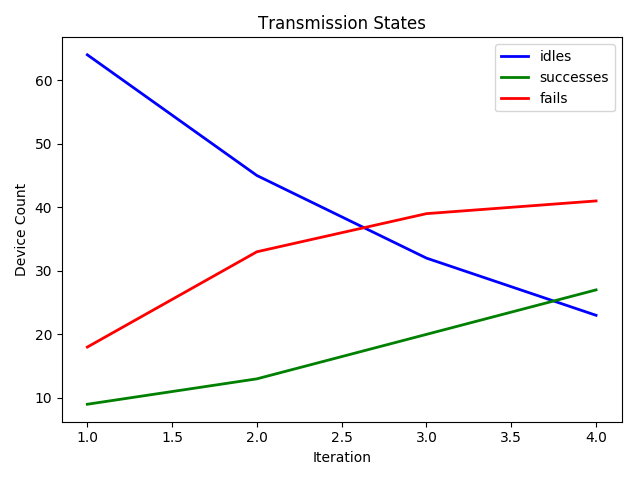 Transmission States
idles
successes
fails
Device Count
60
50
40
30
20
10
1.0 1.5 2.0 2.5 3.0 3.5 4.0
Iteration